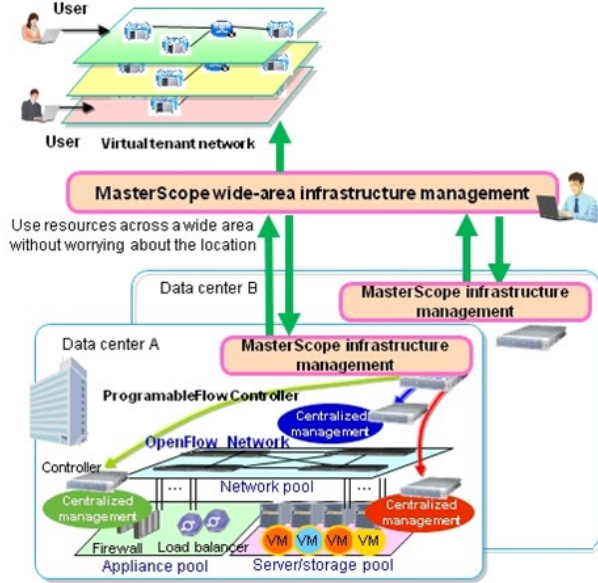 User
User
Virtual tenant network
MasterScope wide-area infrastructure management
Use resources across a wide area
without worrying about the location
Data center B
MasterScope infrastructure
management
Data center A
MasterScope infrastructure
management
ProgramableFlow Controller
Centralized
management
OpenFlow Network
Controller
Network pool
Centralized
management
Centralized
management
Firewall
Load balancer
VM
VM
VM
VM
Appliance pool
Server/storage pool